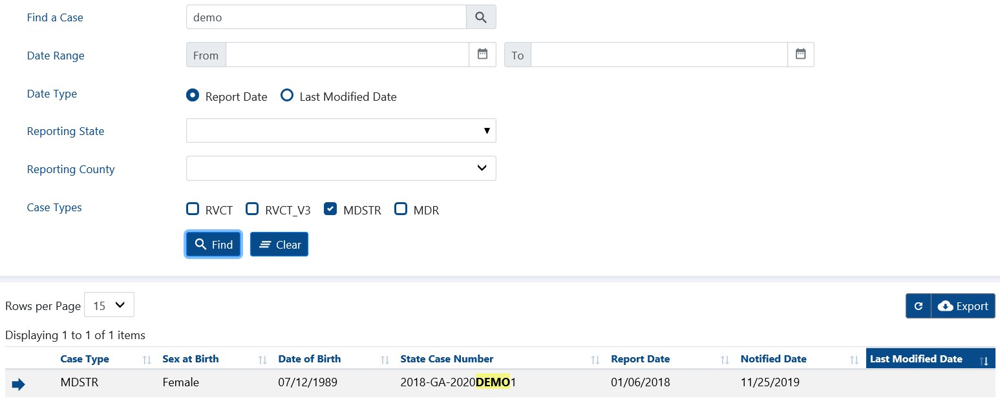 Find a Case demo
Date Range From To
Date Type Report Date Last Modified Date
Reporting State
Reporting County
Case Types RVCT RVCT_V3 MDSTR MDR
Find Clear
Rows per Page 15 Export
Displaying 1 to 1 of 1 items
Case Type Sex at Birth Date of Birth State Case Number Report Date Notified Date Last Modified Date
MDSTR Female 07/12/1989 2018-GA-2020DEMO1 01/06/2018 11/25/2019